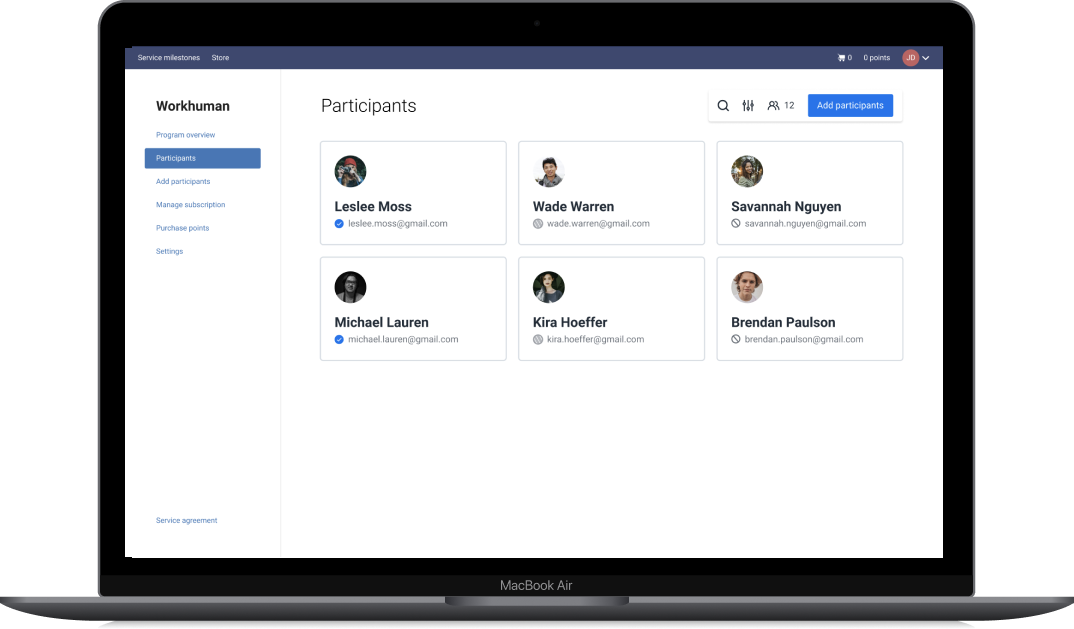 Service milestones Store 0 0 points JD
Workhuman
Program overview
Participants
Add participants
Manage subscription
Purchase points
Settings
Service agreement
Participants 12 Add participants
Leslee Moss
leslee.moss@gmail.com
Wade Warren
wade.warren@gmail.com
Savannah Nguyen
savannah.nguyen@gmail.com
Michael Lauren
michael.lauren@gmail.com
Kira Hoeffer
kira.hoeffer@gmail.com
Brendan Paulson
brendan.paulson@gmail.com
MacBook Air